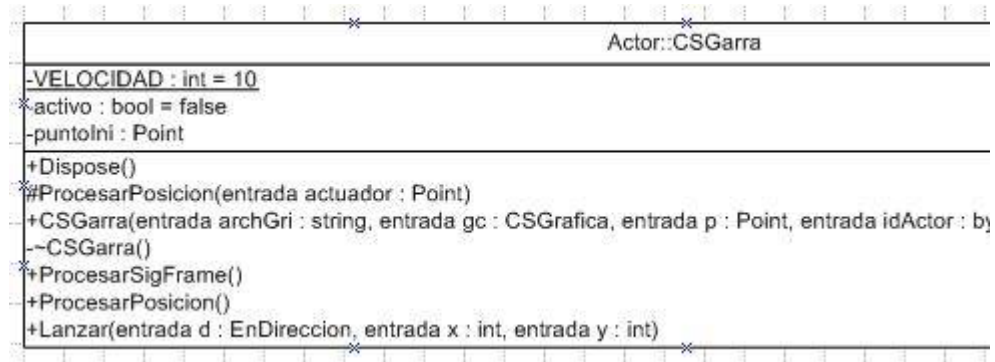 Actor::CSGarra
-VELOCIDAD : int = 10
-activo : bool = false
-puntoIni : Point
+Dispose()
#ProcesarPosicion(entrada actuador : Point)
+CSGarra(entrada archGri : string, entrada gc : CSGrafica, entrada p : Point, entrada idActor : by
-~CSGarra()
+ProcesarSigFrame()
+ProcesarPosicion()
+Lanzar(entrada d : EnDireccion, entrada x : int, entrada y : int)